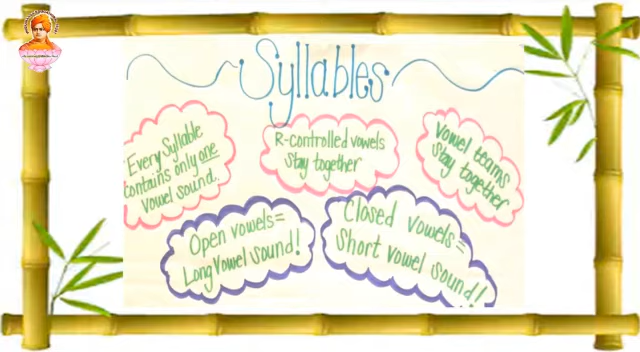 Syllables
Every Syllable
contains only one
vowel sound.
R-controlled vowels
stay together
Vowel teams
stay together
Open vowels=
Long Vowel Sound!
Closed vowels=
Short vowel sound!